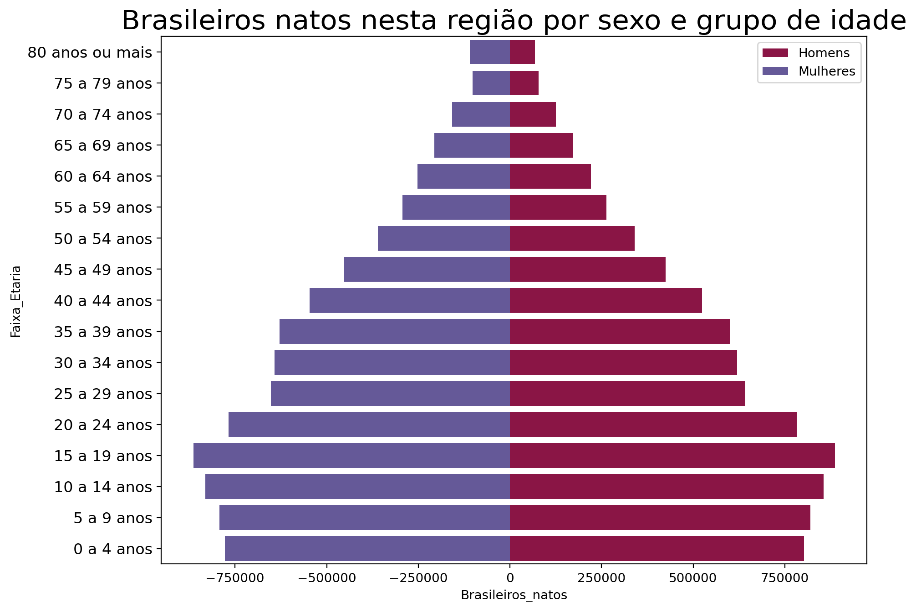 Brasileiros natos nesta região por sexo e grupo de idade
Homens
Mulheres
Faixa_Etaria
80 anos ou mais
75 a 79 anos
70 a 74 anos
65 a 69 anos
60 a 64 anos
55 a 59 anos
50 a 54 anos
45 a 49 anos
40 a 44 anos
35 a 39 anos
30 a 34 anos
25 a 29 anos
20 a 24 anos
15 a 19 anos
10 a 14 anos
5 a 9 anos
0 a 4 anos
−750000 −500000 −250000 0 250000 500000 750000
Brasileiros_natos